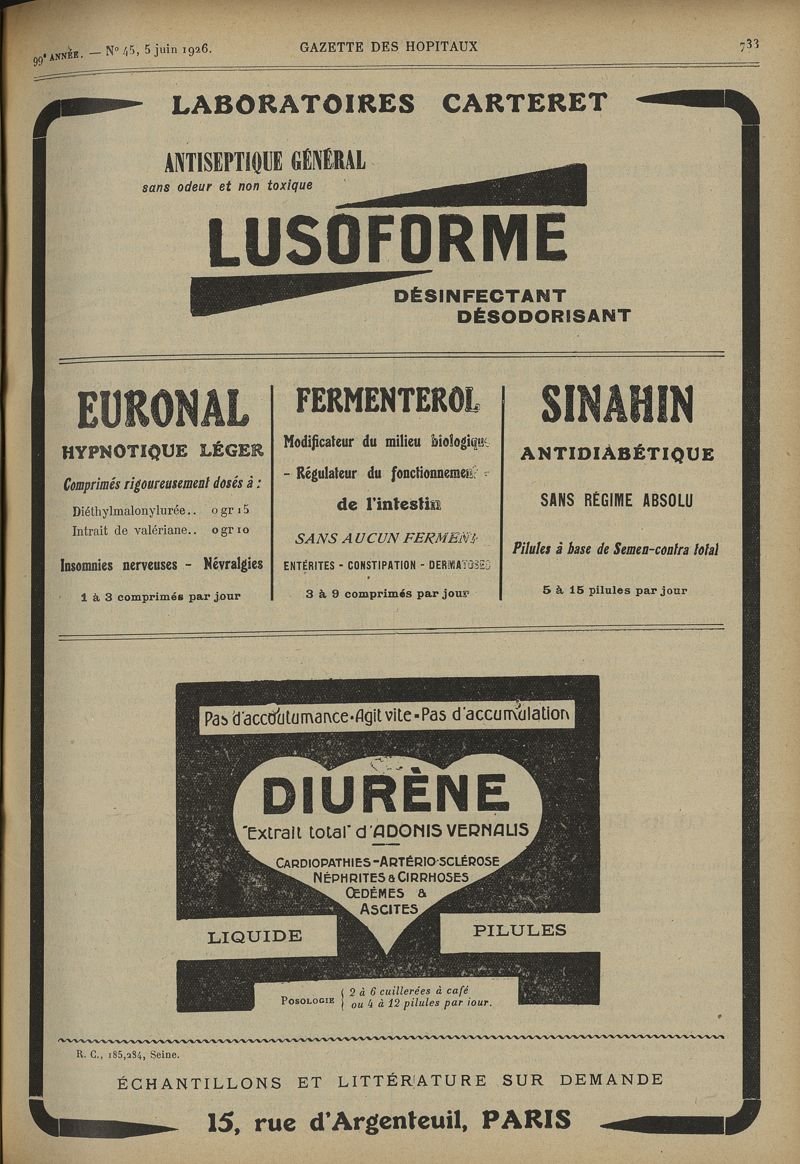 99e ANNÉE. — No 45, 5 juin 1926. GAZETTE DES HOPITAUX 733
LABORATOIRES CARTERET
ANTISEPTIQUE GÉNÉRAL
sans odeur et non toxique
LUSOFORME
DÉSINFECTANT
DÉSODORISANT
EURONAL
HYPNOTIQUE LÉGER
Comprimés rigoureusement dosés à :
Diéthylmalonylurée.. 0 gr 15
Intrait de valériane.. 0 gr 10
Insomnies nerveuses - Névralgies
1 à 3 comprimés par jour
FERMENTEROL
Modificateur du milieu biologique
- Régulateur du fonctionnement -
de l'intestin
SANS AUCUN FERMENT
ENTÉRITES - CONSTIPATION - DERMATOSES
3 à 9 comprimés par jour
SINAHIN
ANTIDIABÉTIQUE
SANS RÉGIME ABSOLU
Pilules à base de Semen-contra total
5 à 15 pilules par jour
Pas d'accoutumance - Agit vite - Pas d'accumulation
DIURÈNE
"Extrait total" d'ADONIS VERNALIS
CARDIOPATHIES - ARTÉRIO-SCLÉROSE
NÉPHRITES & CIRRHOSES
ŒDÈMES &
ASCITES
LIQUIDE
PILULES
POSOLOGIE { 2 à 6 cuillerées à café
ou 4 à 12 pilules par jour.
R. C., 185,284, Seine.
ÉCHANTILLONS ET LITTÉRATURE SUR DEMANDE
15, rue d'Argenteuil, PARIS